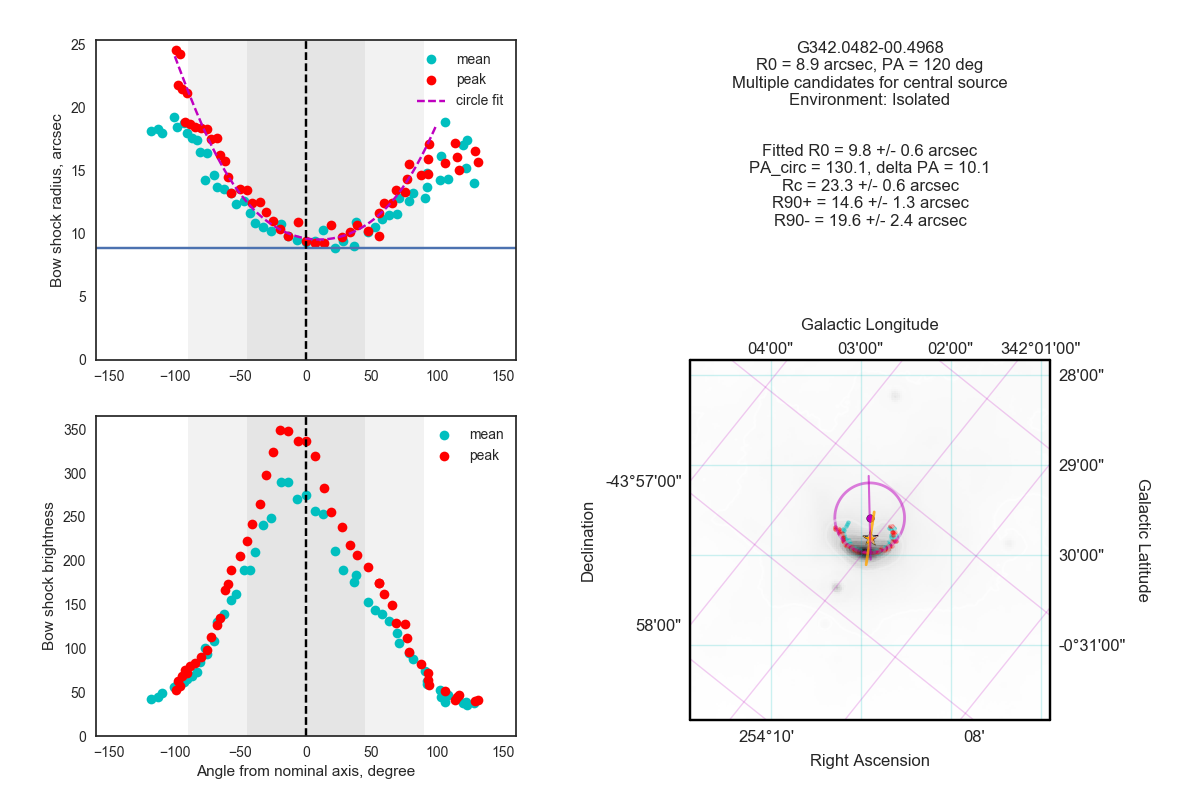 25
20
15
10
5
0
−150
−100
−50
0
50
100
150
Bow shock radius, arcsec
mean
peak
circle fit
G342.0482-00.4968
R0 = 8.9 arcsec, PA = 120 deg
Multiple candidates for central source
Environment: Isolated
Fitted R0 = 9.8 +/- 0.6 arcsec
PA_circ = 130.1, delta PA = 10.1
Rc = 23.3 +/- 0.6 arcsec
R90+ = 14.6 +/- 1.3 arcsec
R90- = 19.6 +/- 2.4 arcsec
350
300
250
200
150
100
50
0
−150
−100
−50
0
50
100
150
Bow shock brightness
Angle from nominal axis, degree
mean
peak
Galactic Longitude
04'00"
03'00"
02'00"
342°01'00"
28'00"
29'00"
30'00"
-0°31'00"
Galactic Latitude
-43°57'00"
58'00"
Declination
254°10'
08'
Right Ascension